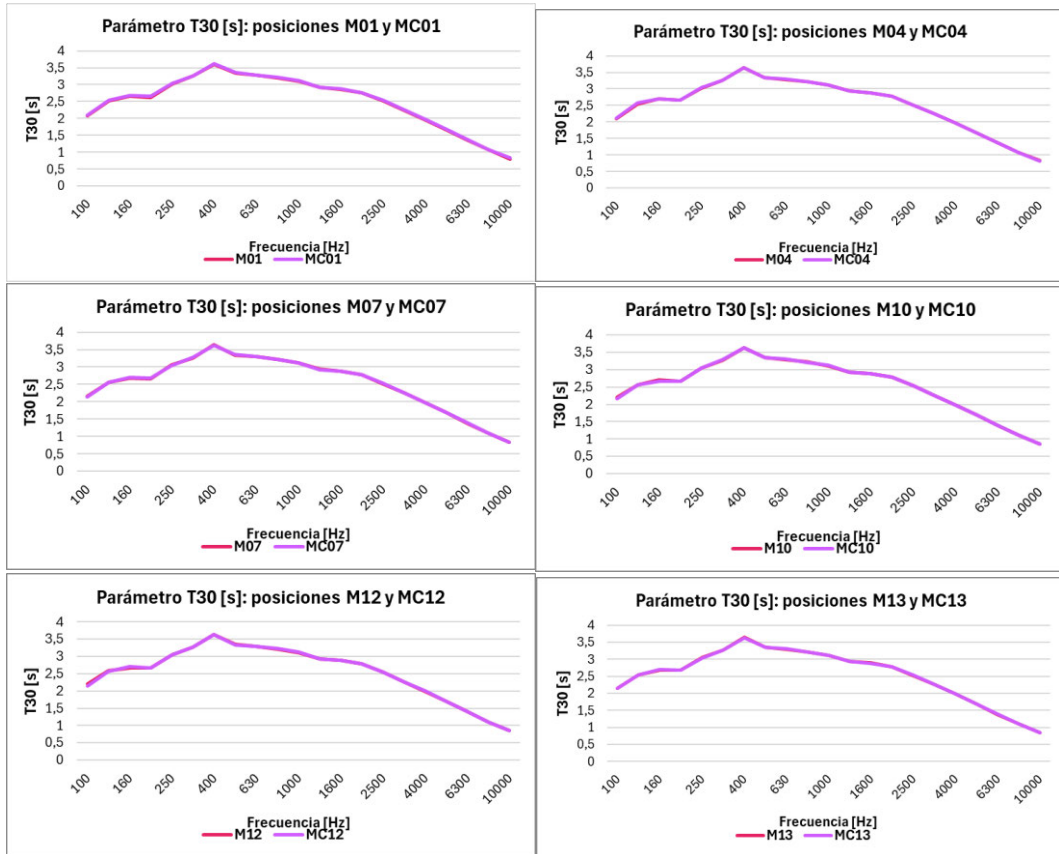 Parámetro T30 [s]: posiciones M01 y MC01
4
3,5
3
2,5
2
1,5
1
0,5
0
T30 [s]
100 160 250 400 630 1000 1600 2500 4000 6300 10000
Frecuencia [Hz]
M01 MC01
Parámetro T30 [s]: posiciones M04 y MC04
4
3,5
3
2,5
2
1,5
1
0,5
0
T30 [s]
100 160 250 400 630 1000 1600 2500 4000 6300 10000
Frecuencia [Hz]
M04 MC04
Parámetro T30 [s]: posiciones M07 y MC07
4
3,5
3
2,5
2
1,5
1
0,5
0
T30 [s]
100 160 250 400 630 1000 1600 2500 4000 6300 10000
Frecuencia [Hz]
M07 MC07
Parámetro T30 [s]: posiciones M10 y MC10
4
3,5
3
2,5
2
1,5
1
0,5
0
T30 [s]
100 160 250 400 630 1000 1600 2500 4000 6300 10000
Frecuencia [Hz]
M10 MC10
Parámetro T30 [s]: posiciones M12 y MC12
4
3,5
3
2,5
2
1,5
1
0,5
0
T30 [s]
100 160 250 400 630 1000 1600 2500 4000 6300 10000
Frecuencia [Hz]
M12 MC12
Parámetro T30 [s]: posiciones M13 y MC13
4
3,5
3
2,5
2
1,5
1
0,5
0
T30 [s]
100 160 250 400 630 1000 1600 2500 4000 6300 10000
Frecuencia [Hz]
M13 MC13